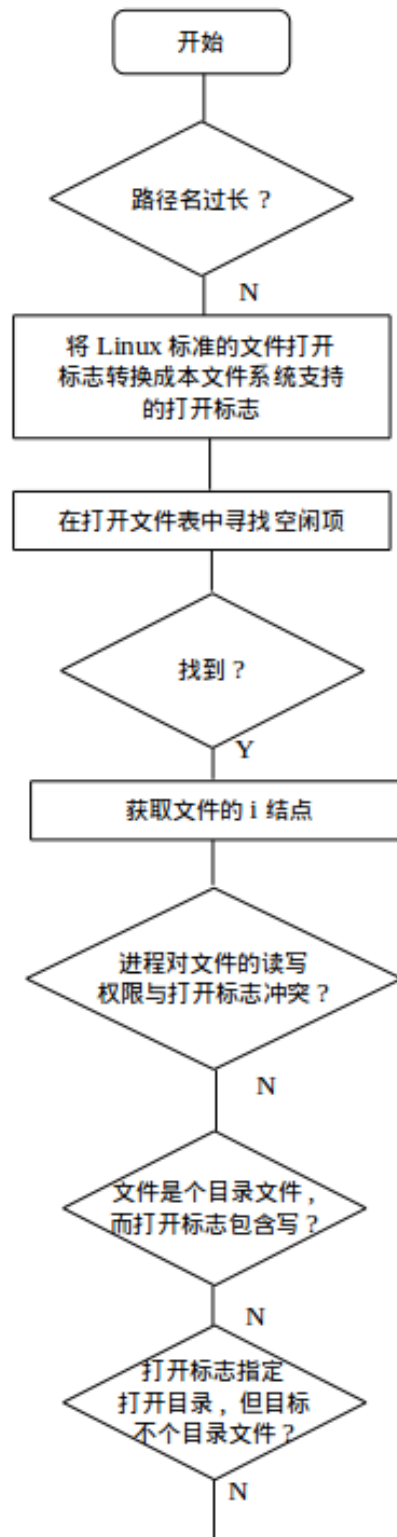 开始
路径名过长？
N
将 Linux 标准的文件打开
标志转换成本文件系统支持
的打开标志
在打开文件表中寻找空闲项
找到？
Y
获取文件的 i 结点
进程对文件的读写
权限与打开标志冲突？
N
文件是个目录文件，
而打开标志包含写？
N
打开标志指定
打开目录，但目标
不个目录文件？
N